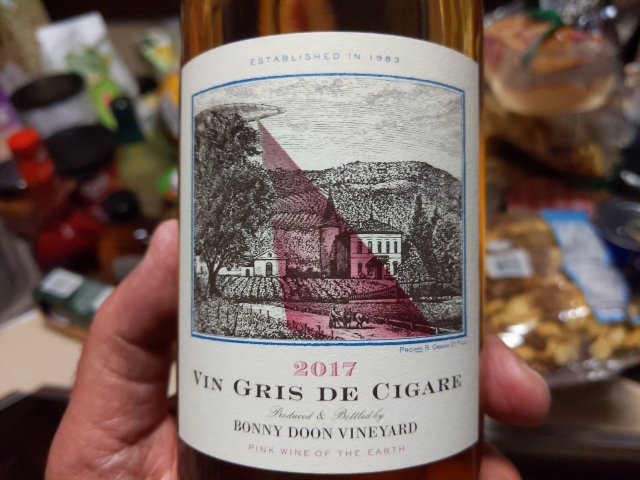 ESTABLISHED IN 1983
2017
VIN GRIS DE CIGARE
Produced & Bottled by
BONNY DOON VINEYARD
PINK WINE OF THE EARTH